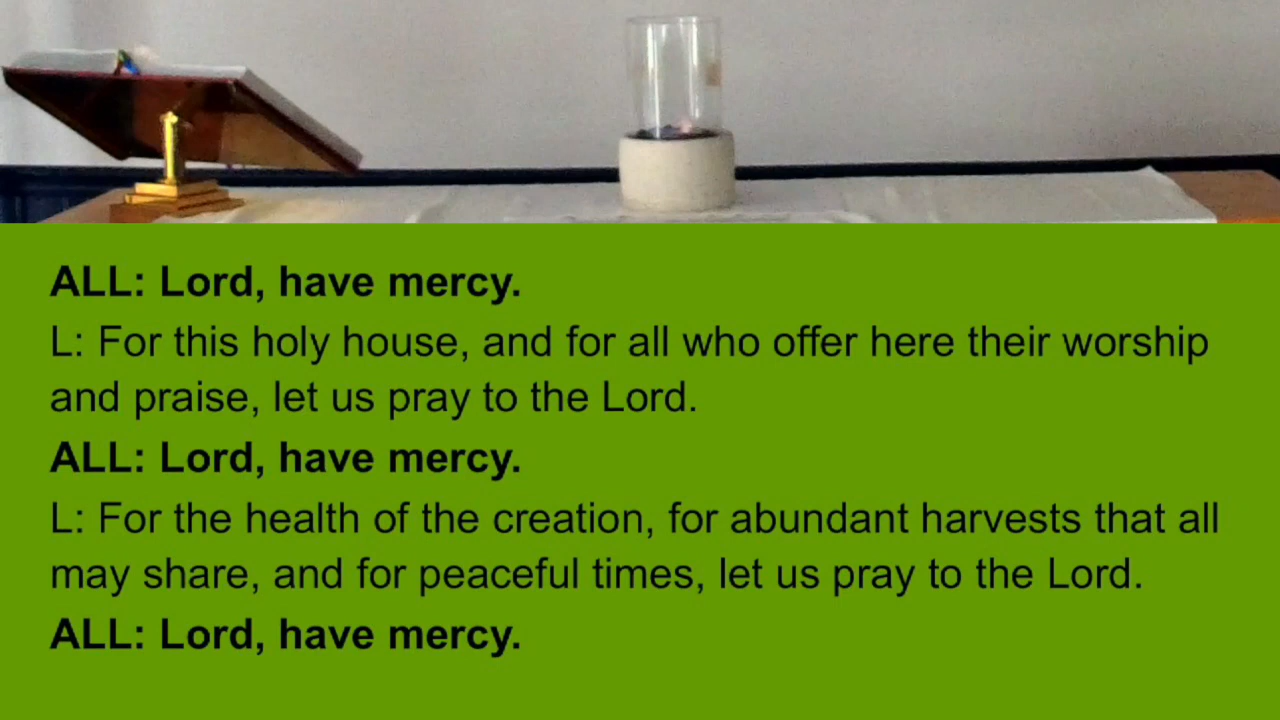 ALL: Lord, have mercy.
L: For this holy house, and for all who offer here their worship
and praise, let us pray to the Lord.
ALL: Lord, have mercy.
L: For the health of the creation, for abundant harvests that all
may share, and for peaceful times, let us pray to the Lord.
ALL: Lord, have mercy.